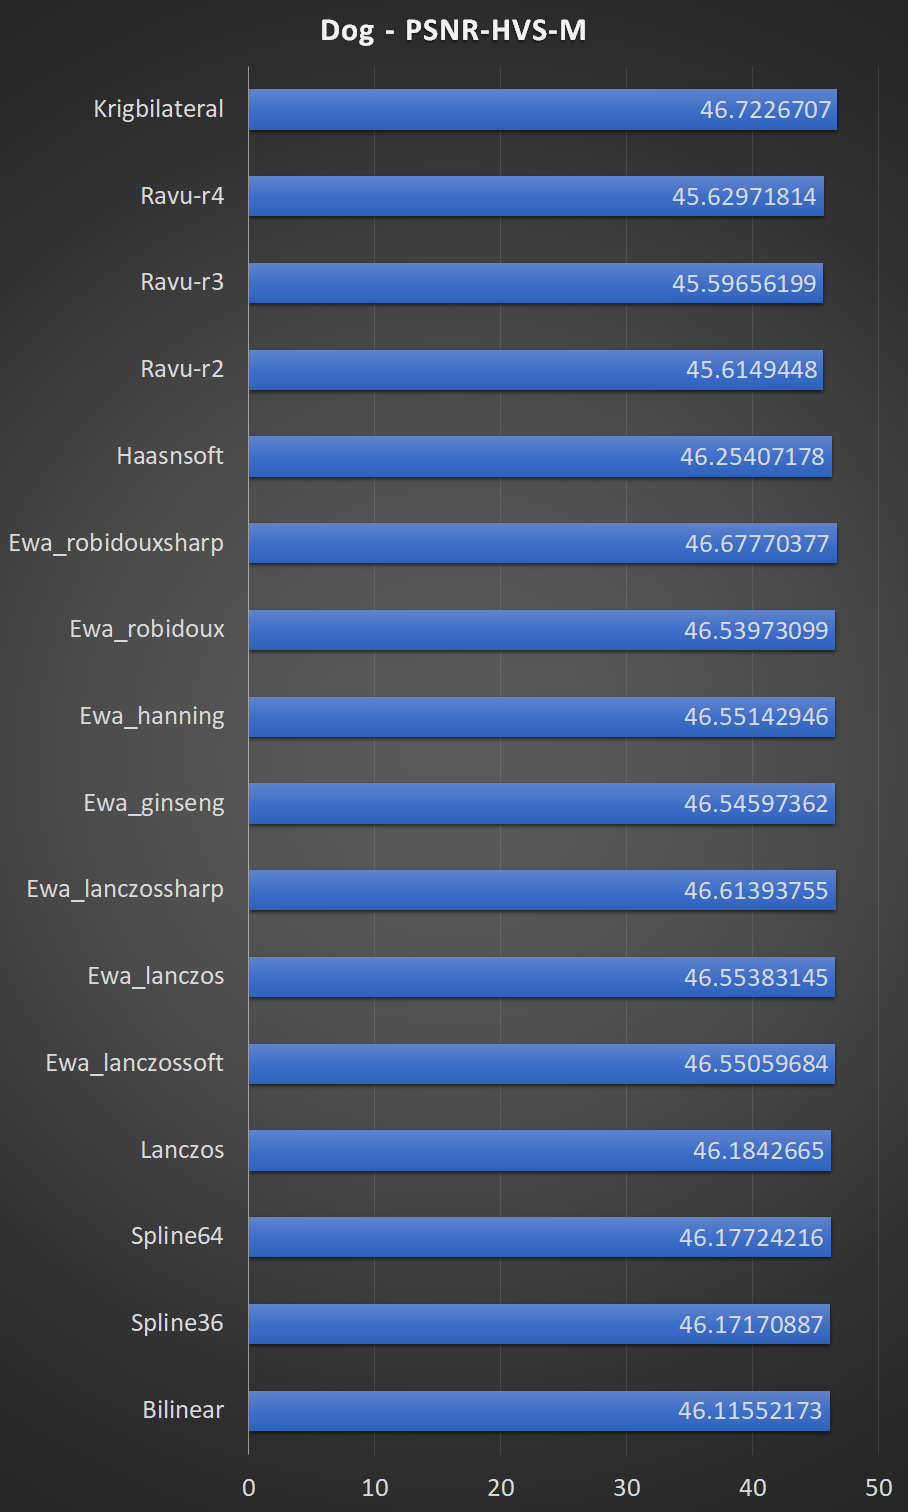 Dog - PSNR-HVS-M
Krigbilateral 46.7226707
Ravu-r4 45.62971814
Ravu-r3 45.59656199
Ravu-r2 45.6149448
Haasnsoft 46.25407178
Ewa_robidouxsharp 46.67770377
Ewa_robidoux 46.53973099
Ewa_hanning 46.55142946
Ewa_ginseng 46.54597362
Ewa_lanczossharp 46.61393755
Ewa_lanczos 46.55383145
Ewa_lanczossoft 46.55059684
Lanczos 46.1842665
Spline64 46.17724216
Spline36 46.17170887
Bilinear 46.11552173
0 10 20 30 40 50